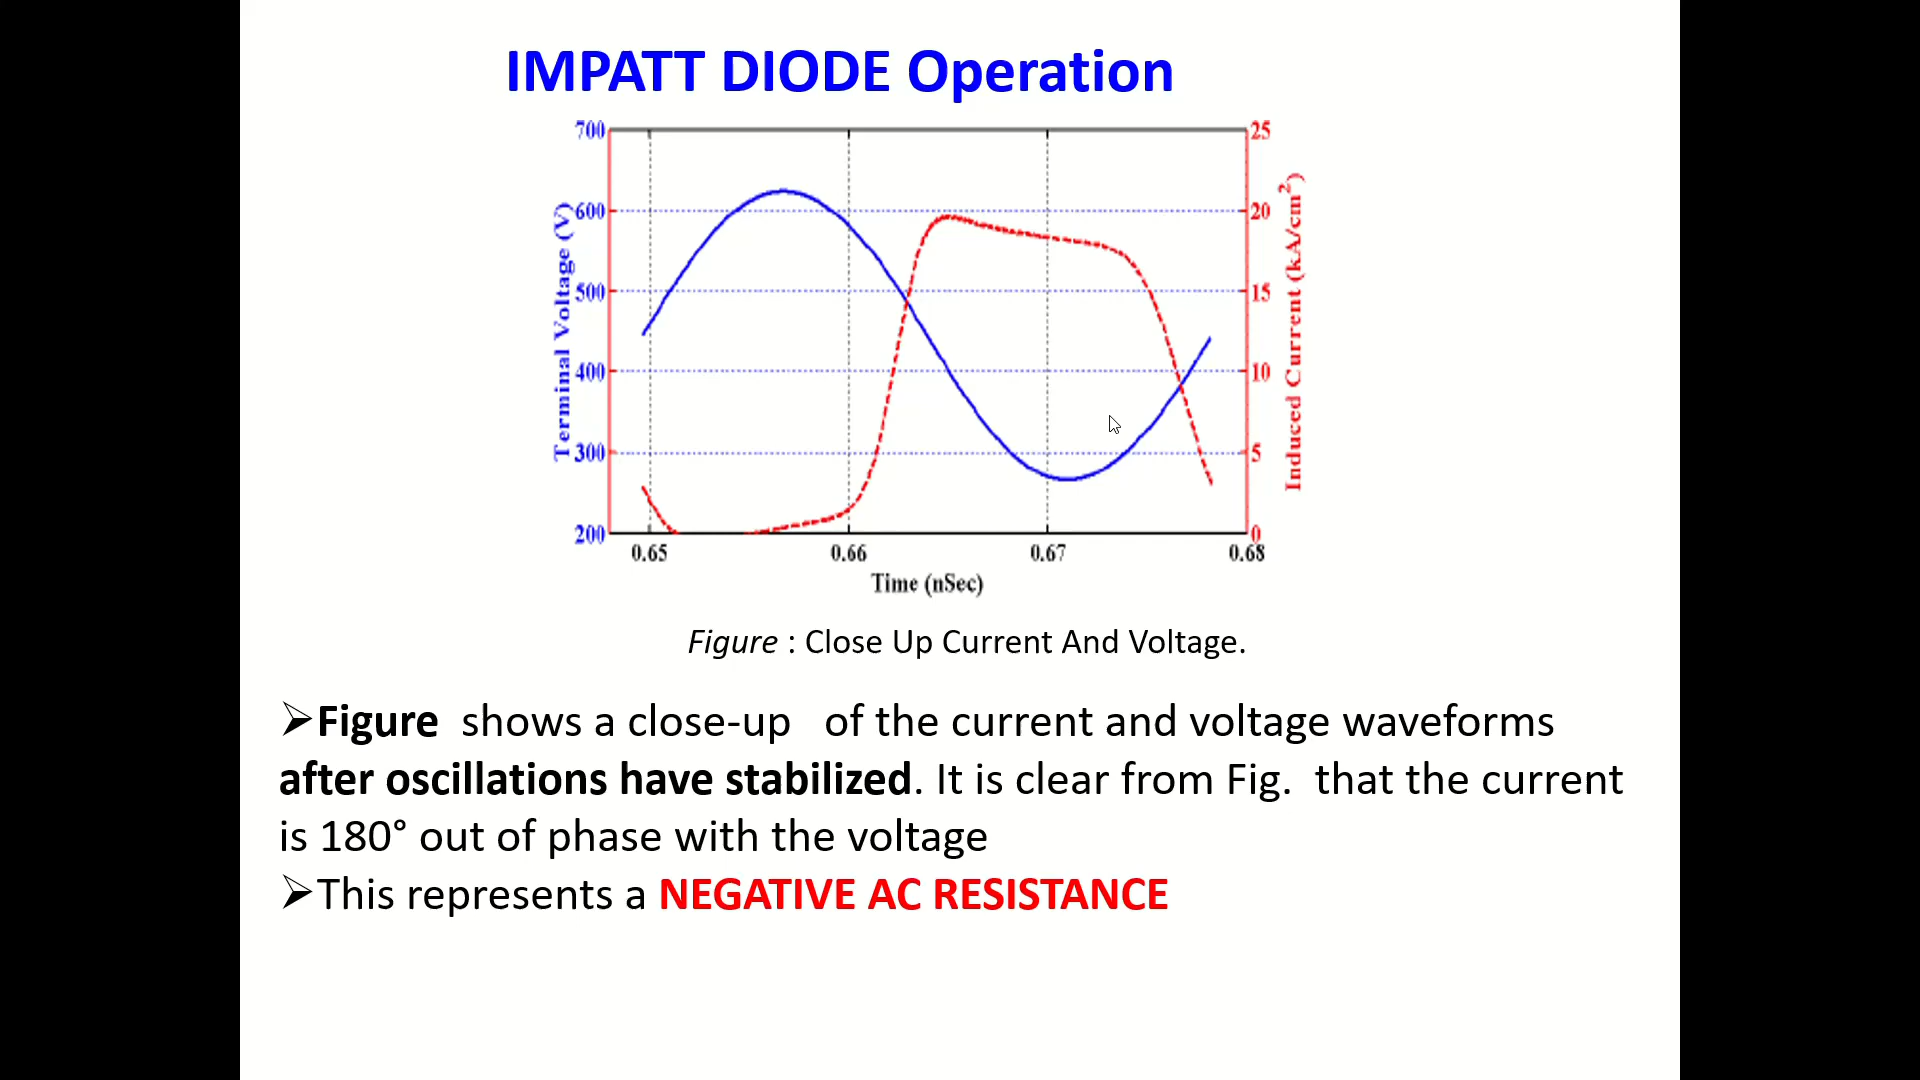 IMPATT DIODE Operation
700
600
500
400
300
200
Terminal Voltage (V)
25
20
15
10
5
0
Induced Current (kA/cm²)
0.65 0.66 0.67 0.68
Time (nSec)
Figure : Close Up Current And Voltage.
➢Figure shows a close-up of the current and voltage waveforms
after oscillations have stabilized. It is clear from Fig. that the current
is 180° out of phase with the voltage
➢This represents a NEGATIVE AC RESISTANCE